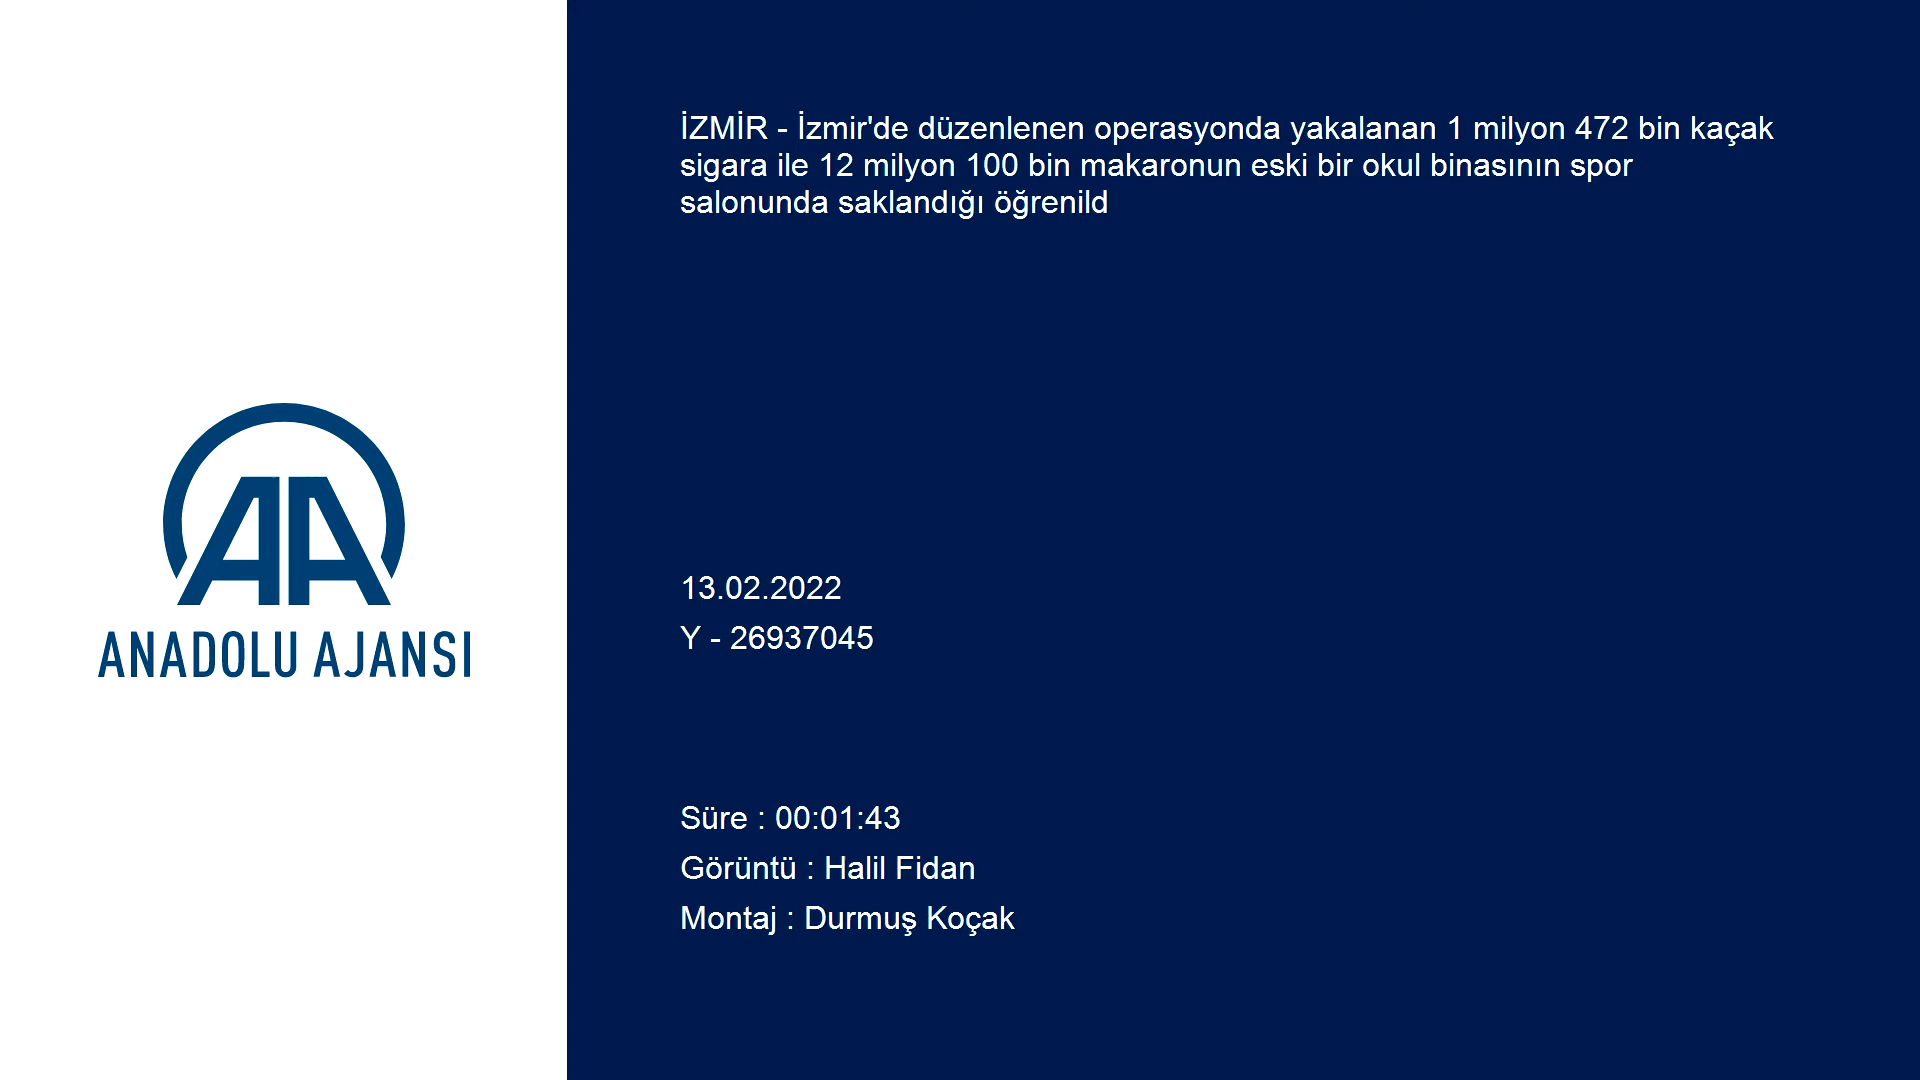 İZMİR - İzmir'de düzenlenen operasyonda yakalanan 1 milyon 472 bin kaçak
sigara ile 12 milyon 100 bin makaronun eski bir okul binasının spor
salonunda saklandığı öğrenild
AA
ANADOLU AJANSI
13.02.2022
Y - 26937045
Süre : 00:01:43
Görüntü : Halil Fidan
Montaj : Durmuş Koçak